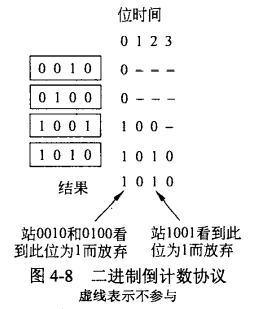 位时间
0 1 2 3
0 0 1 0 0 - - -
0 1 0 0 0 - - -
1 0 0 1 1 0 0 -
1 0 1 0 1 0 1 0
结果 1 0 1 0
站0010和0100看 站1001看到此
到此位为1而放弃 位为1而放弃
图 4-8 二进制倒计数协议
虚线表示不参与